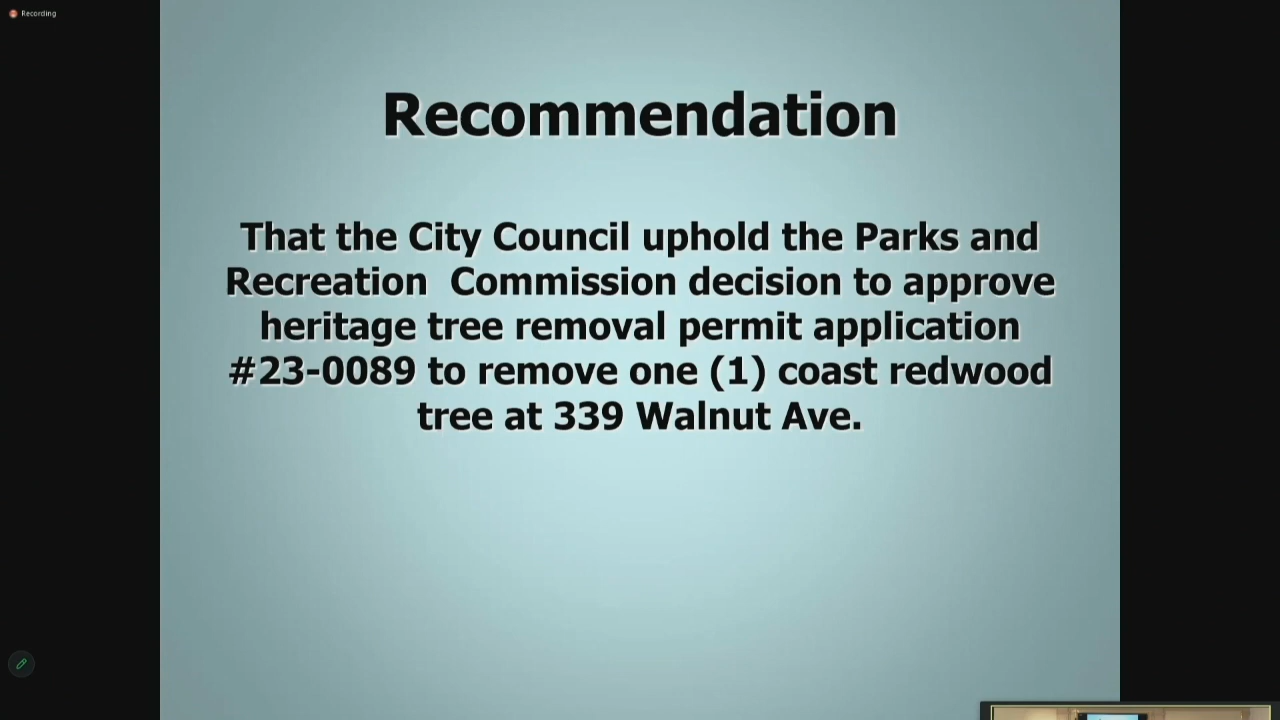 Recording
Recommendation
That the City Council uphold the Parks and
Recreation  Commission decision to approve
heritage tree removal permit application
#23-0089 to remove one (1) coast redwood
tree at 339 Walnut Ave.